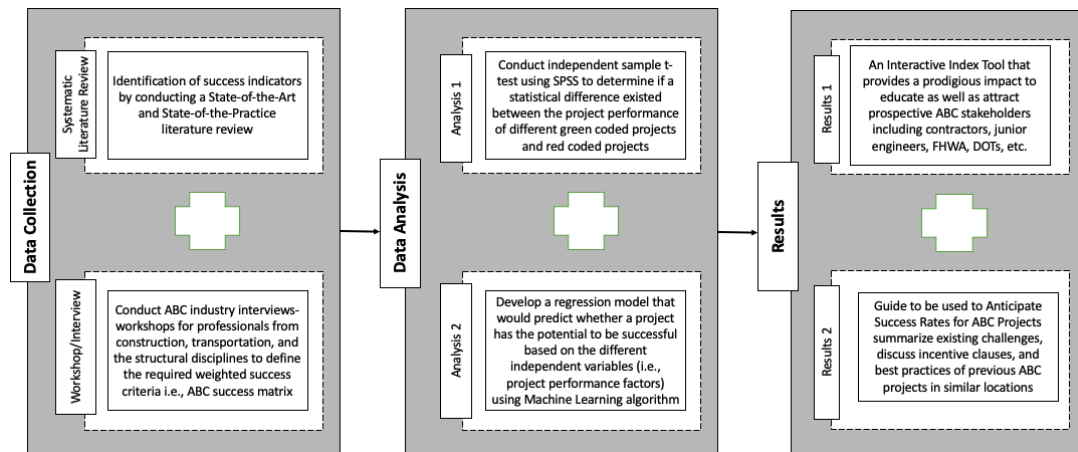 Data Collection
Systematic
Literature Review
Identification of success indicators
by conducting a State-of-the-Art
and State-of-the-Practice
literature review
Workshop/Interview
Conduct ABC industry interviews-
workshops for professionals from
construction, transportation, and
the structural disciplines to define
the required weighted success
criteria i.e., ABC success matrix
Data Analysis
Analysis 1
Conduct independent sample t-
test using SPSS to determine if a
statistical difference existed
between the project performance
of different green coded projects
and red coded projects
Analysis 2
Develop a regression model that
would predict whether a project
has the potential to be successful
based on the different
independent variables (i.e.,
project performance factors)
using Machine Learning algorithm
Results
Results 1
An Interactive Index Tool that
provides a prodigious impact to
educate as well as attract
prospective ABC stakeholders
including contractors, junior
engineers, FHWA, DOTs, etc.
Results 2
Guide to be used to Anticipate
Success Rates for ABC Projects
summarize existing challenges,
discuss incentive clauses, and
best practices of previous ABC
projects in similar locations